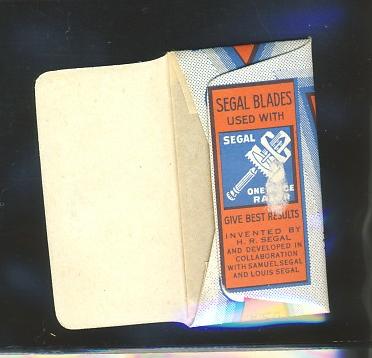 SEGAL BLADES
USED WITH
SEGAL
ONE PIECE
RAZOR
GIVE BEST RESULTS
INVENTED BY
H. R. SEGAL
AND DEVELOPED IN
COLLABORATION
WITH SAMUEL SEGAL
AND LOUIS SEGAL